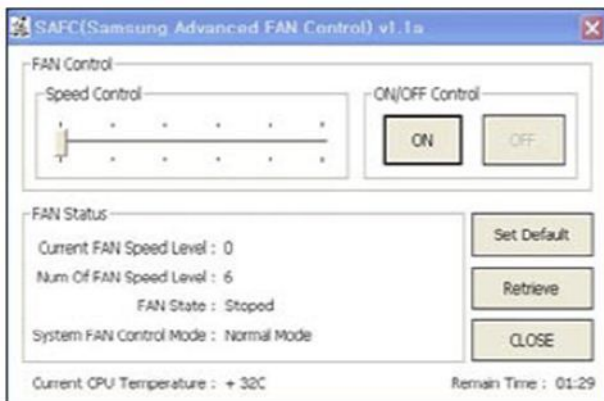 SAFC(Samsung Advanced FAN Control) v1.1a
FAN Control
Speed Control
ON/OFF Control
ON
OFF
FAN Status
Current FAN Speed Level : 0
Num Of FAN Speed Level : 6
FAN State : Stoped
System FAN Control Mode : Normal Mode
Set Default
Retrieve
CLOSE
Current CPU Temperature : + 32C
Remain Time : 01:29